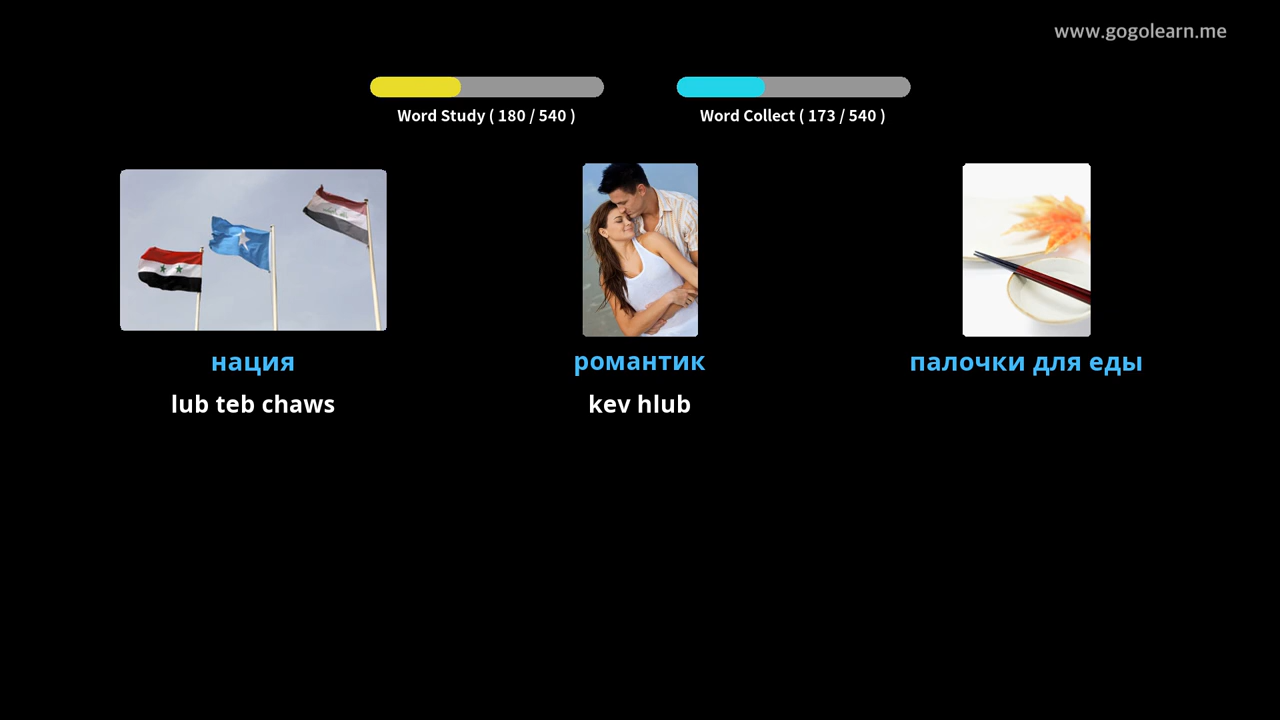 www.gogolearn.me
Word Study ( 180 / 540 )
Word Collect ( 173 / 540 )
нация
романтик
палочки для еды
lub teb chaws
kev hlub